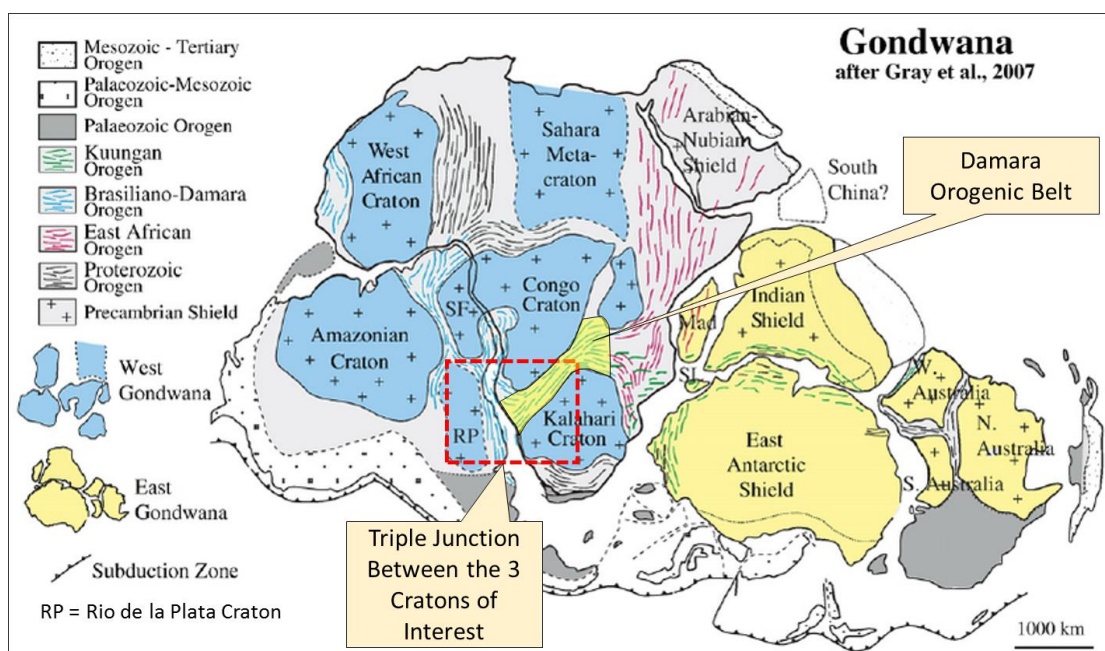 Gondwana
after Gray et al., 2007
Mesozoic - Tertiary
Orogen
Palaeozoic-Mesozoic
Orogen
Palaeozoic Orogen
Kuungan
Orogen
Brasiliano-Damara
Orogen
East African
Orogen
Proterozoic
Orogen
Precambrian Shield
West
Gondwana
East
Gondwana
Subduction Zone
RP = Rio de la Plata Craton
West
African
Craton
Sahara
Meta-
craton
Arabian-
Nubian
Shield
South
China?
Damara
Orogenic Belt
SF
Congo
Craton
Amazonian
Craton
Mad
Indian
Shield
SL
RP
Kalahari
Craton
East
Antarctic
Shield
W.
Australia
N.
Australia
S. Australia
Triple Junction
Between the 3
Cratons of
Interest
1000 km